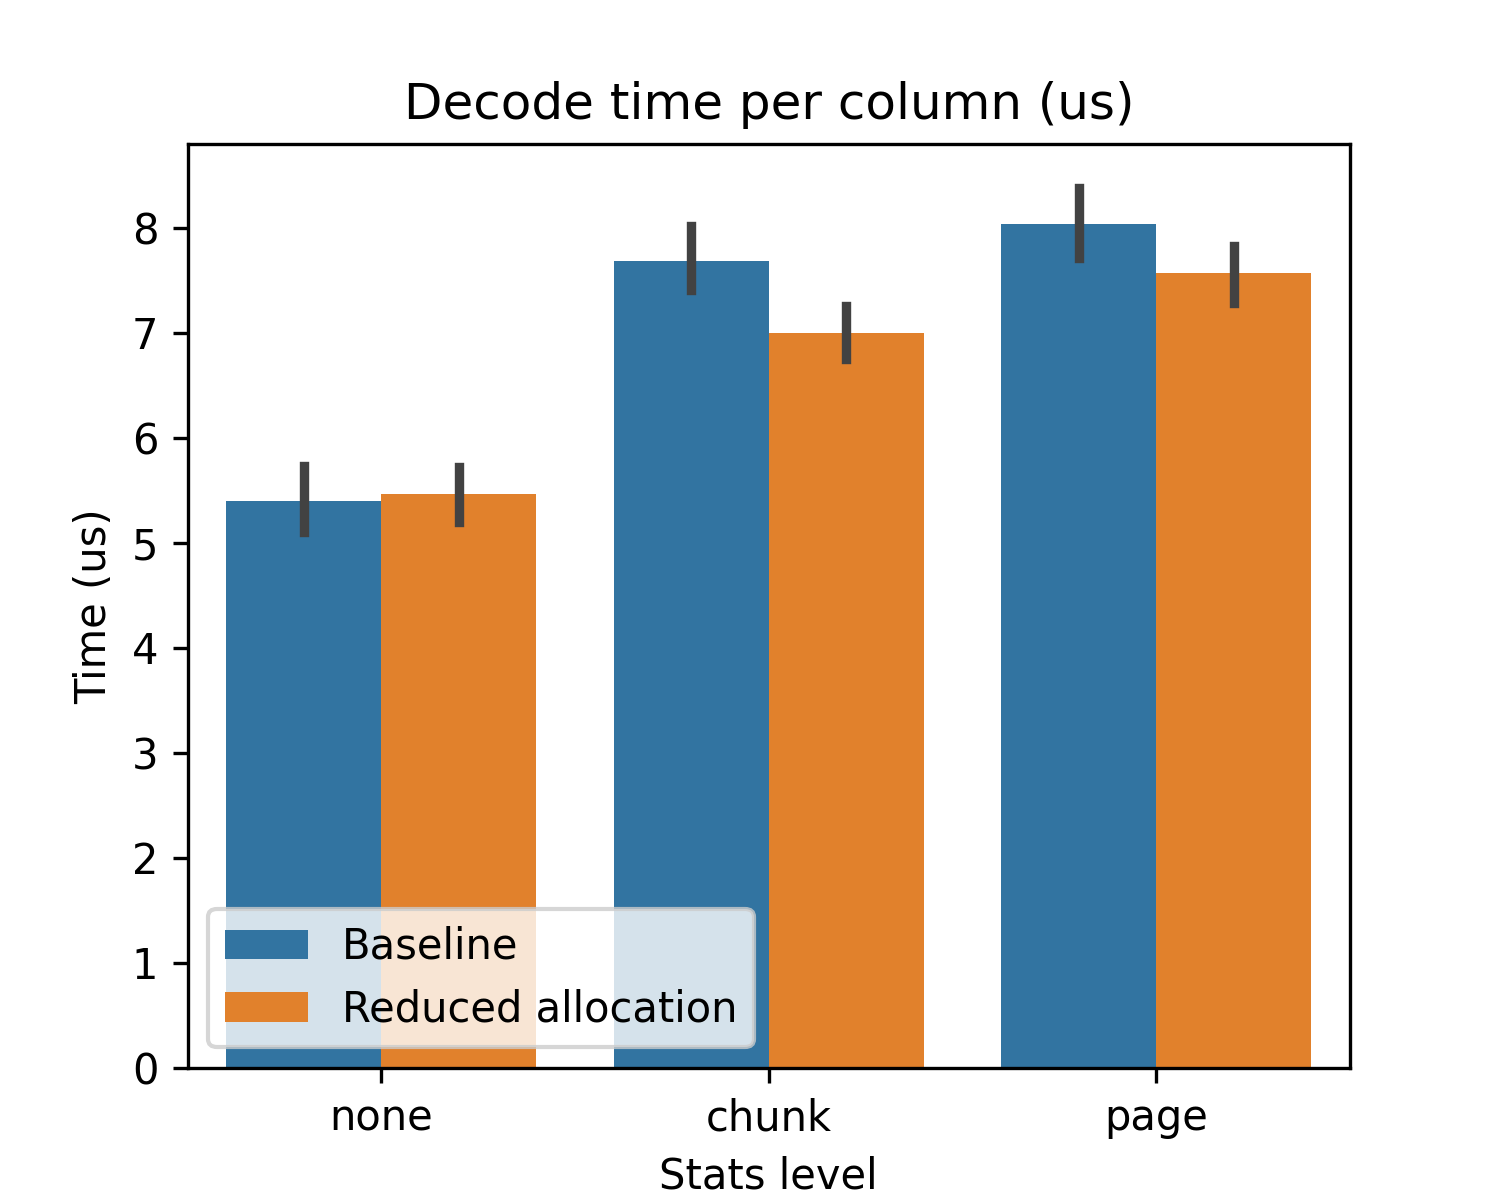 Decode time per column (us)
Time (us)
8
7
6
5
4
3
2
1
0
Baseline
Reduced allocation
none chunk page
Stats level